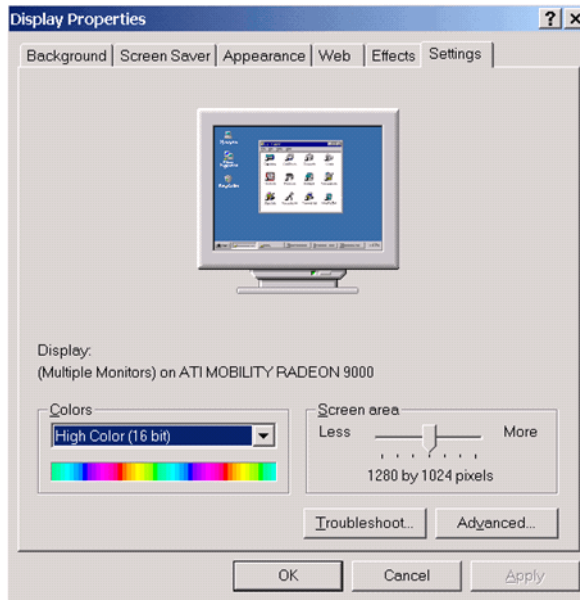 Display Properties
Background Screen Saver Appearance Web Effects Settings
Display:
(Multiple Monitors) on ATI MOBILITY RADEON 9000
Colors
High Color (16 bit)
Screen area
Less More
1280 by 1024 pixels
Troubleshoot... Advanced...
OK Cancel Apply